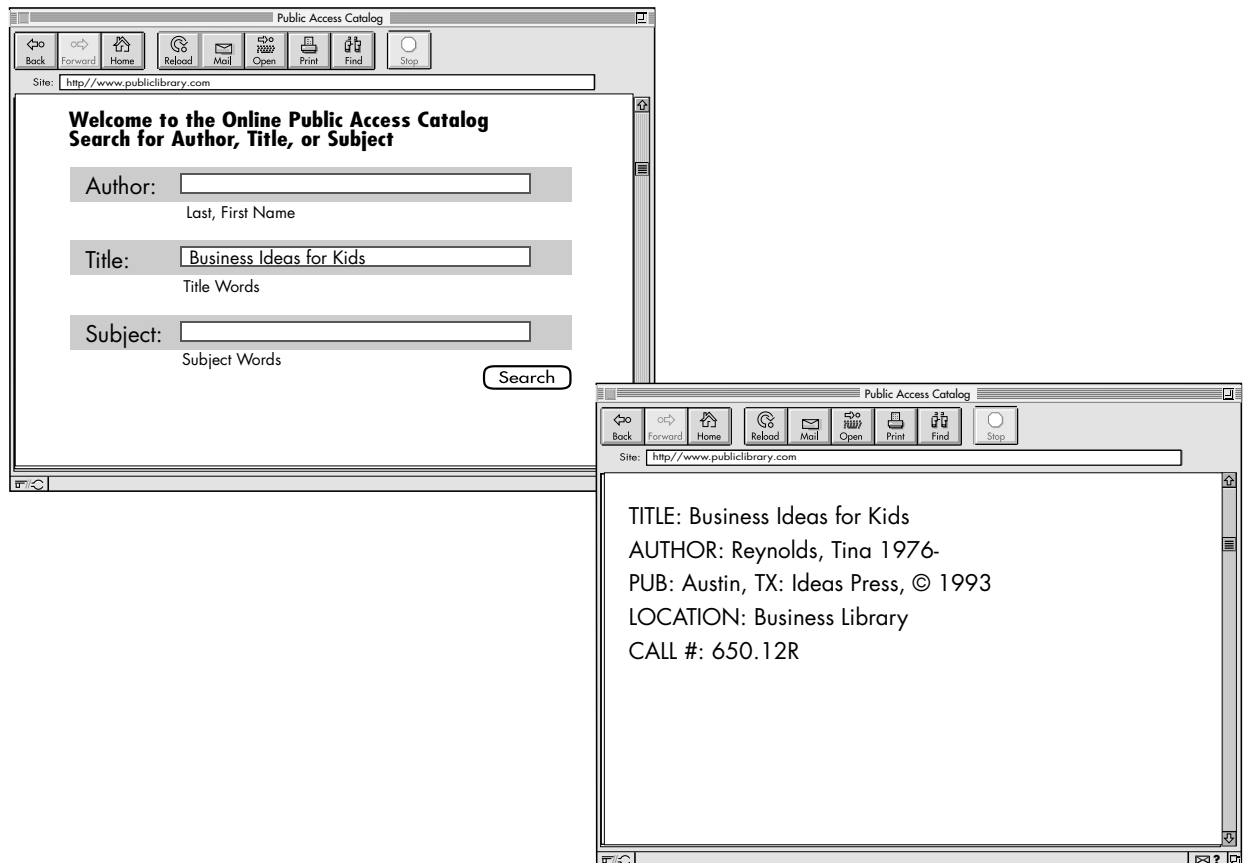 Public Access Catalog
Back Forward Home Reload Mail Open Print Find Stop
Site: http//www.publiclibrary.com
Welcome to the Online Public Access Catalog
Search for Author, Title, or Subject
Author:
Last, First Name
Title: Business Ideas for Kids
Title Words
Subject:
Subject Words
Search
Public Access Catalog
Back Forward Home Reload Mail Open Print Find Stop
Site: http//www.publiclibrary.com
TITLE: Business Ideas for Kids
AUTHOR: Reynolds, Tina 1976-
PUB: Austin, TX: Ideas Press, © 1993
LOCATION: Business Library
CALL #: 650.12R
?